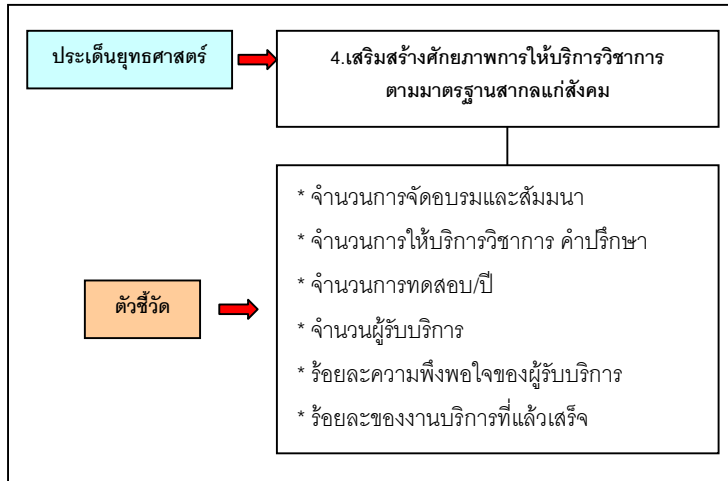 ประเด็นยุทธศาสตร์
4.เสริมสร้างศักยภาพการให้บริการวิชาการ
ตามมาตรฐานสากลแก่สังคม
* จำนวนการจัดอบรมและสัมมนา
* จำนวนการให้บริการวิชาการ คำปรึกษา
* จำนวนการทดสอบ/ปี
ตัวชี้วัด
* จำนวนผู้รับบริการ
* ร้อยละความพึงพอใจของผู้รับบริการ
* ร้อยละของงานบริการที่แล้วเสร็จ